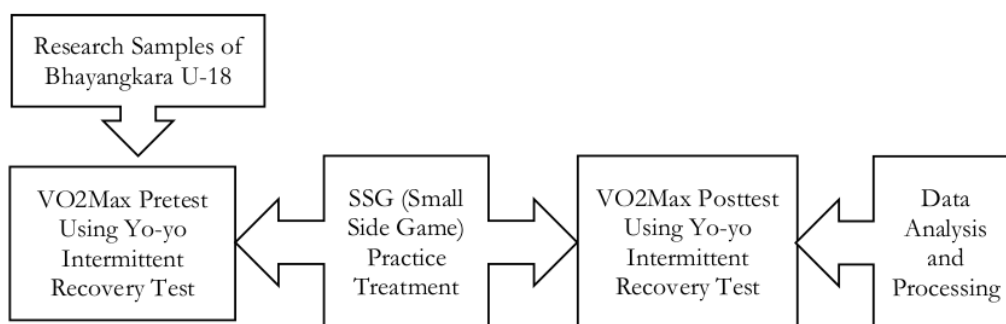 Research Samples of
Bhayangkara U-18
VO2Max Pretest
Using Yo-yo
Intermittent
Recovery Test
SSG (Small
Side Game)
Practice
Treatment
VO2Max Posttest
Using Yo-yo
Intermittent
Recovery Test
Data
Analysis
and
Processing